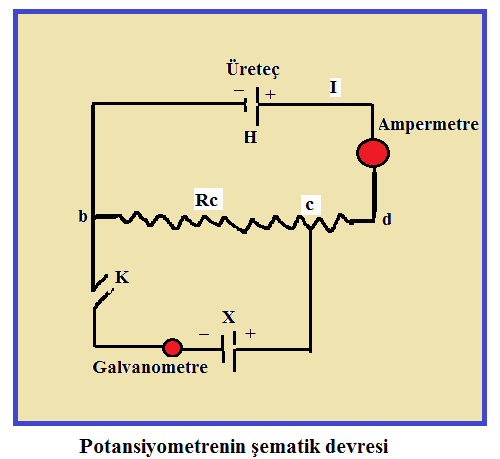 Üreteç
− +
I
H
Ampermetre
Rc
c
b
d
K
X
− +
Galvanometre
Potansiyometrenin şematik devresi